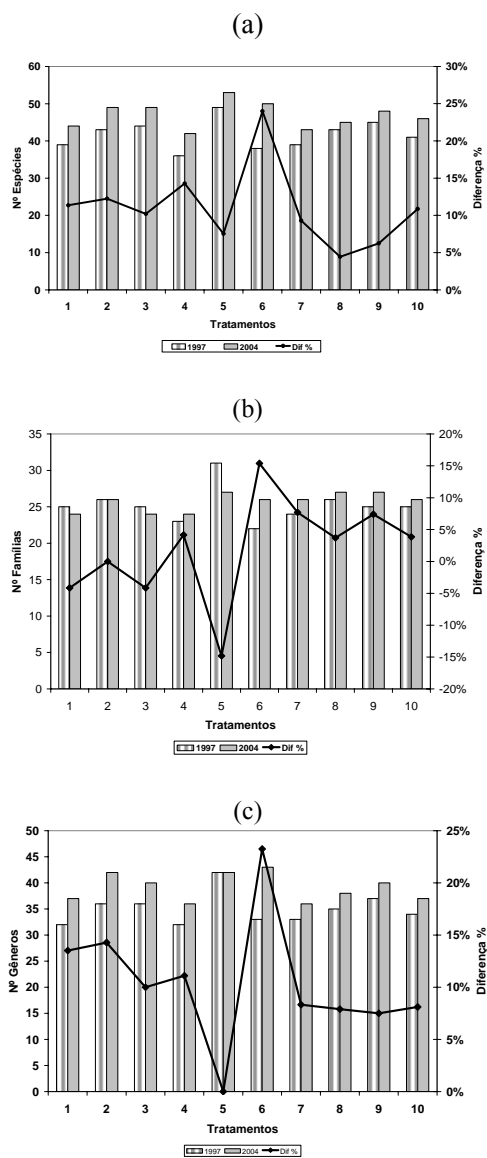 (a)
60
50
40
30
20
10
0
Nº Espécies
30%
25%
20%
15%
10%
5%
0%
Diferença %
1 2 3 4 5 6 7 8 9 10
Tratamentos
1997 2004 Dif %
(b)
35
30
25
20
15
10
5
0
Nº Famílias
20%
15%
10%
5%
0%
-5%
-10%
-15%
-20%
Diferença %
1 2 3 4 5 6 7 8 9 10
Tratamentos
1997 2004 Dif %
(c)
50
45
40
35
30
25
20
15
10
5
0
Nº Gêneros
25%
20%
15%
10%
5%
0%
Diferença %
1 2 3 4 5 6 7 8 9 10
Tratamentos
1997 2004 Dif %